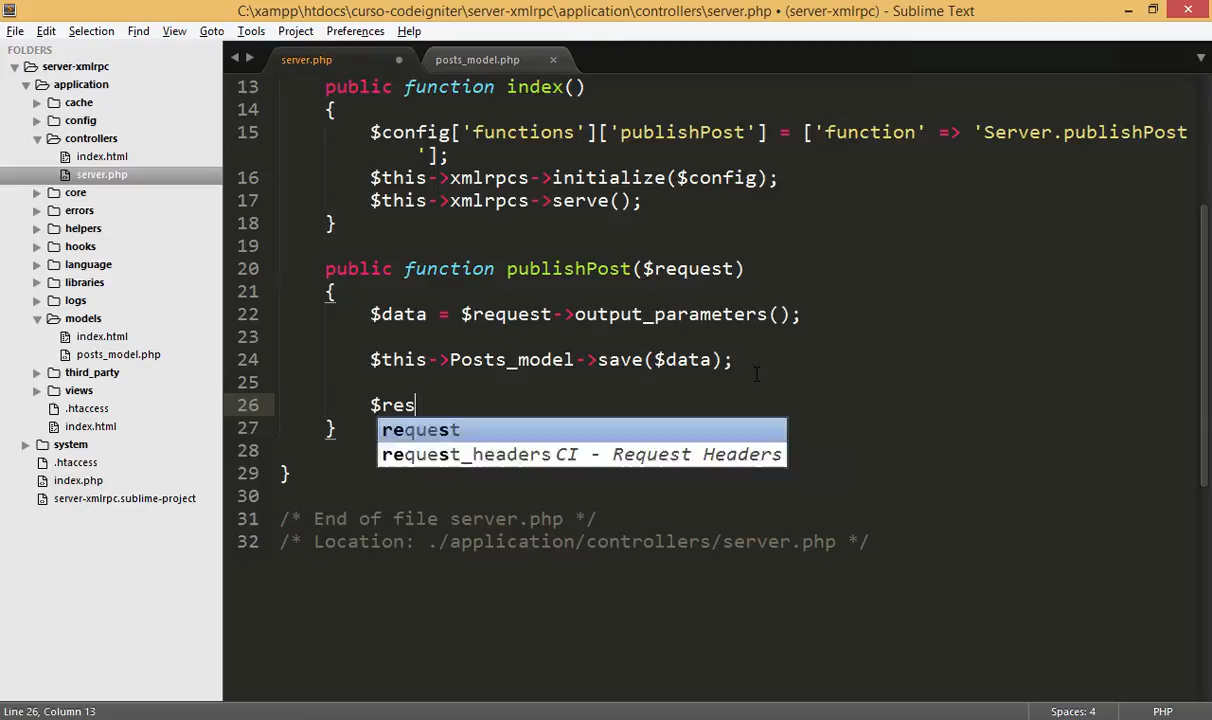 C:\xampp\htdocs\curso-codeigniter\server-xmlrpc\application\controllers\server.php • (server-xmlrpc) - Sublime Text
File Edit Selection Find View Goto Tools Project Preferences Help
FOLDERS
server-xmlrpc
application
cache
config
controllers
index.html
server.php
core
errors
helpers
hooks
language
libraries
logs
models
index.html
posts_model.php
third_party
views
.htaccess
index.html
system
.htaccess
index.php
server-xmlrpc.sublime-project
server.php posts_model.php
13 public function index()
14 {
15 $config['functions']['publishPost'] = ['function' => 'Server.publishPost
'];
16 $this->xmlrpcs->initialize($config);
17 $this->xmlrpcs->serve();
18 }
19
20 public function publishPost($request)
21 {
22 $data = $request->output_parameters();
23
24 $this->Posts_model->save($data);
25
26 $res
request
request_headers CI - Request Headers
27 }
28
29 }
30
31 /* End of file server.php */
32 /* Location: ./application/controllers/server.php */
Line 26, Column 13 Spaces: 4 PHP